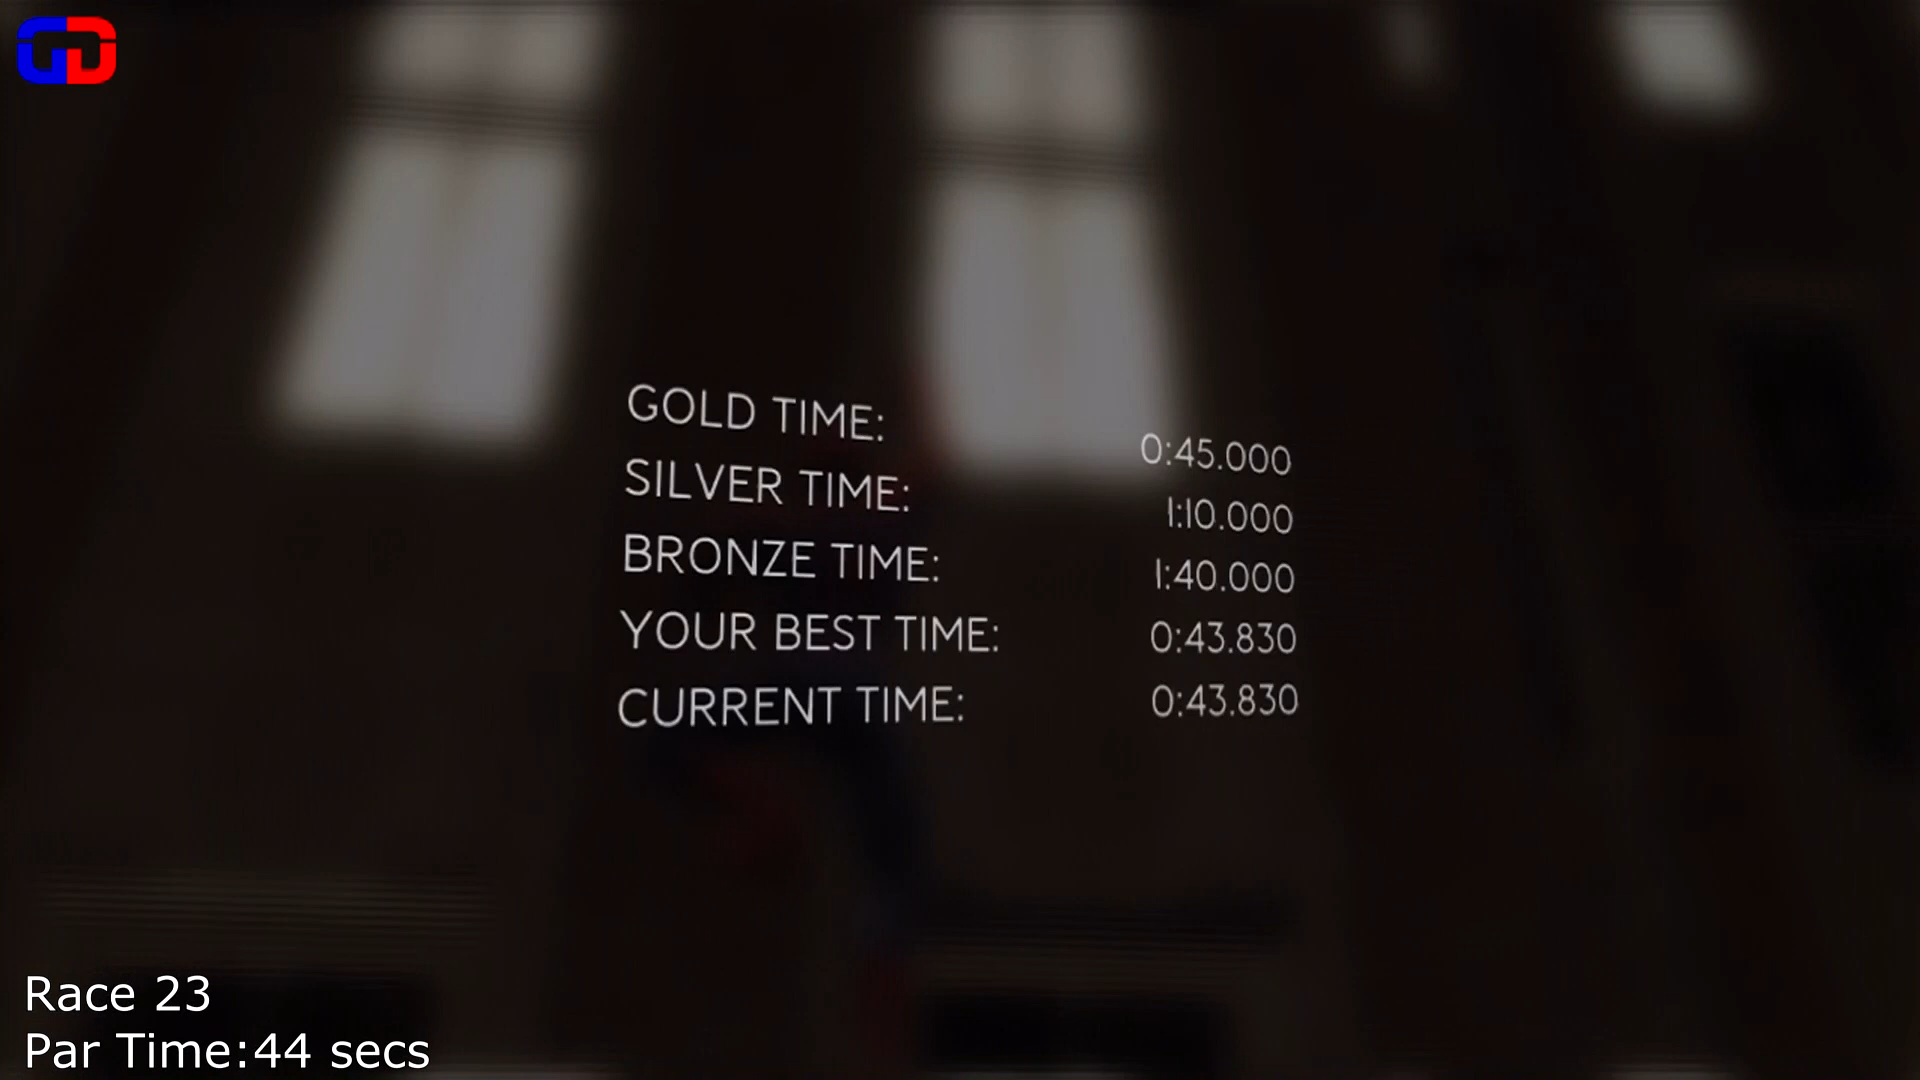 GD
GOLD TIME: 0:45.000
SILVER TIME: 1:10.000
BRONZE TIME: 1:40.000
YOUR BEST TIME: 0:43.830
CURRENT TIME: 0:43.830
Race 23
Par Time:44 secs